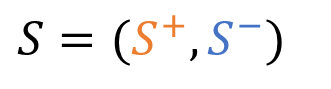 S = (S⁺, S⁻)